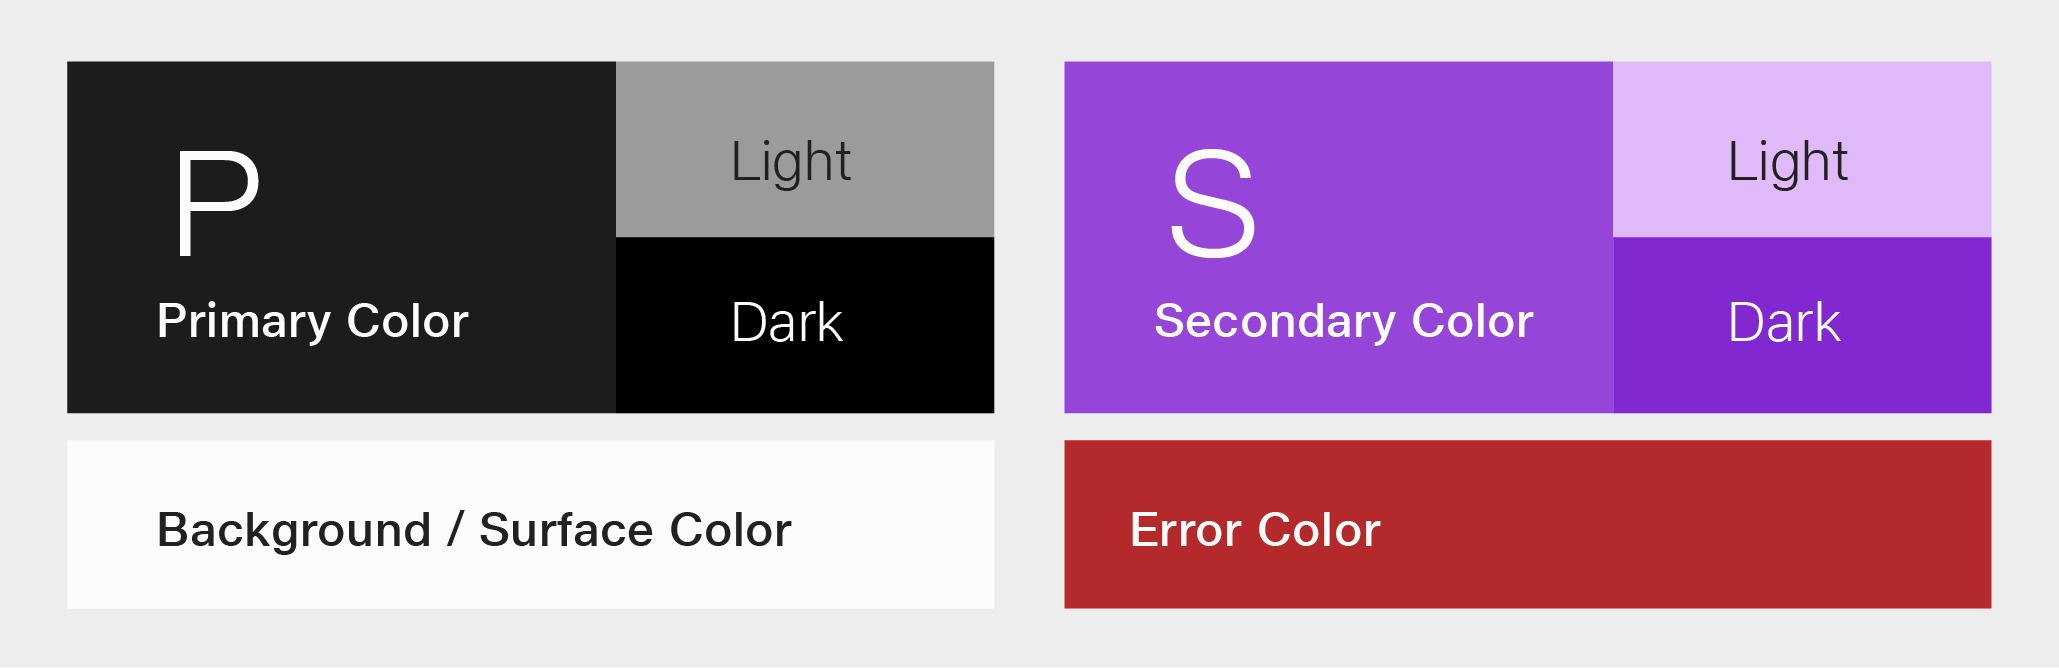 P
Primary Color
Light
Dark
S
Secondary Color
Light
Dark
Background / Surface Color
Error Color